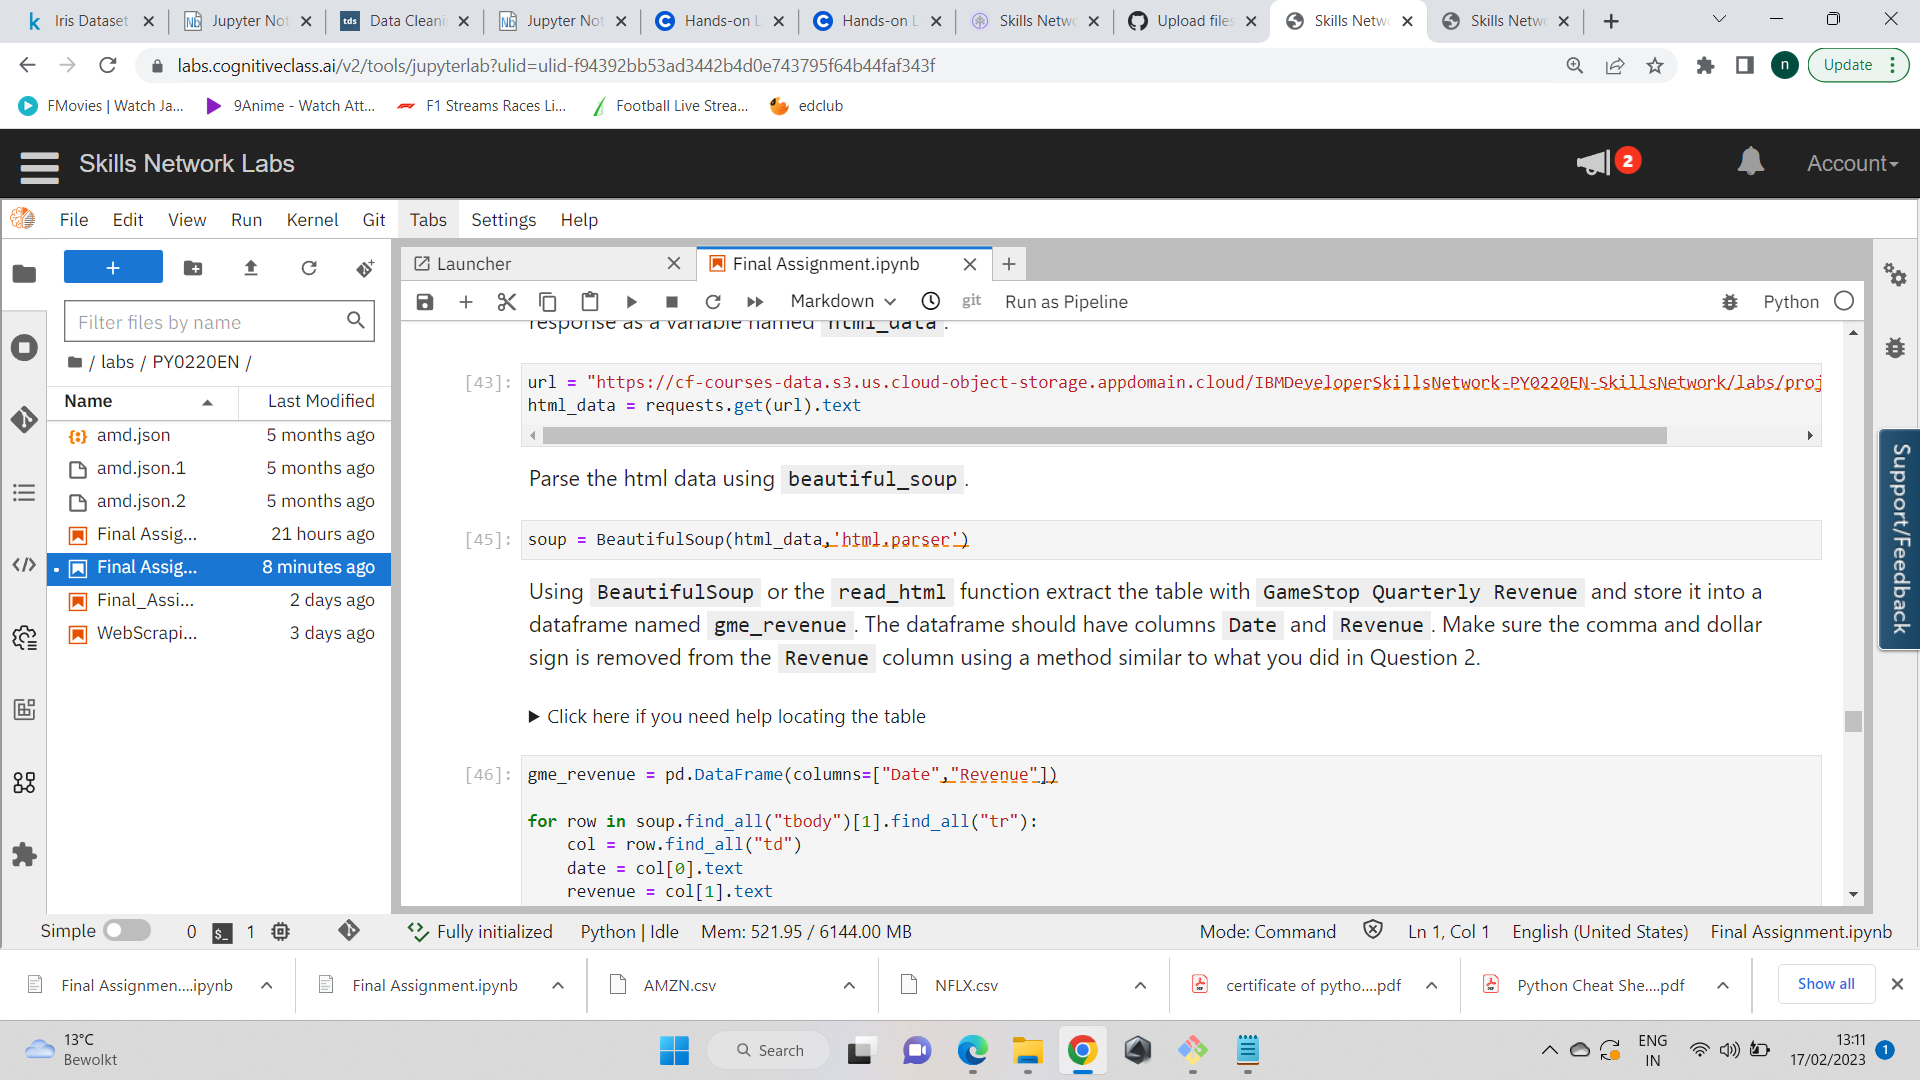 Iris Dataset
Jupyter Not
Data Cleani
Jupyter Not
Hands-on L
Hands-on L
Skills Netwo
Upload files
Skills Netwo
Skills Netwo
labs.cognitiveclass.ai/v2/tools/jupyterlab?ulid=ulid-f94392bb53ad3442b4d0e743795f64b44faf343f
n
Update
FMovies | Watch Ja...
9Anime - Watch Att...
F1 Streams Races Li...
Football Live Strea...
edclub
Skills Network Labs
2
Account
File Edit View Run Kernel Git Tabs Settings Help
Launcher
Final Assignment.ipynb
Markdown
git
Run as Pipeline
Python
Filter files by name
/ labs / PY0220EN /
Name Last Modified
amd.json 5 months ago
amd.json.1 5 months ago
amd.json.2 5 months ago
Final Assig... 21 hours ago
Final Assig... 8 minutes ago
Final_Assi... 2 days ago
WebScrapi... 3 days ago
response as a variable named html_data.
[43]:
url = "https://cf-courses-data.s3.us.cloud-object-storage.appdomain.cloud/IBMDeveloperSkillsNetwork-PY0220EN-SkillsNetwork/labs/proj
html_data = requests.get(url).text
Parse the html data using beautiful_soup.
[45]:
soup = BeautifulSoup(html_data,'html.parser')
Using BeautifulSoup or the read_html function extract the table with GameStop Quarterly Revenue and store it into a
dataframe named gme_revenue. The dataframe should have columns Date and Revenue. Make sure the comma and dollar
sign is removed from the Revenue column using a method similar to what you did in Question 2.
Click here if you need help locating the table
[46]:
gme_revenue = pd.DataFrame(columns=["Date","Revenue"])
for row in soup.find_all("tbody")[1].find_all("tr"):
col = row.find_all("td")
date = col[0].text
revenue = col[1].text
Support/Feedback
Simple
0
1
Fully initialized
Python | Idle
Mem: 521.95 / 6144.00 MB
Mode: Command
Ln 1, Col 1
English (United States)
Final Assignment.ipynb
Final Assignmen....ipynb
Final Assignment.ipynb
AMZN.csv
NFLX.csv
certificate of pytho....pdf
Python Cheat She....pdf
Show all
13°C
Bewolkt
Search
ENG
IN
13:11
17/02/2023
1